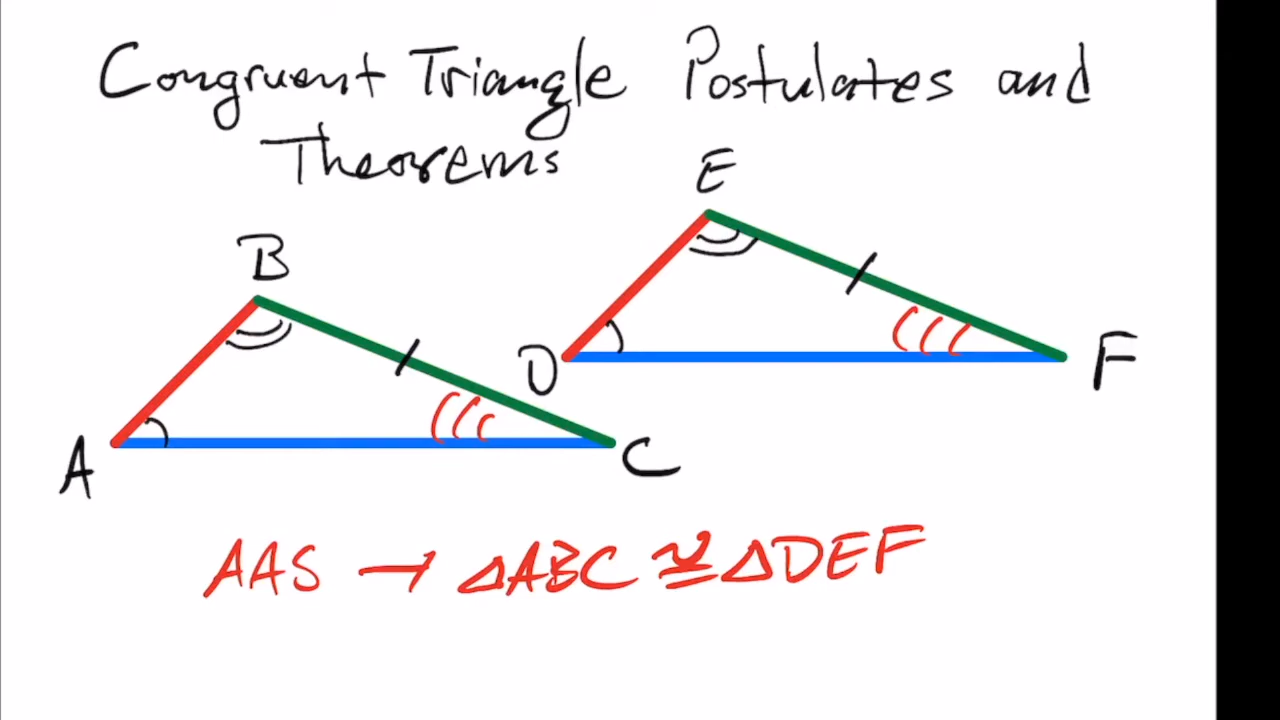 Congruent Triangle Postulates and
Theorems
E
B
D
F
A
C
AAS → △ABC ≅ △DEF